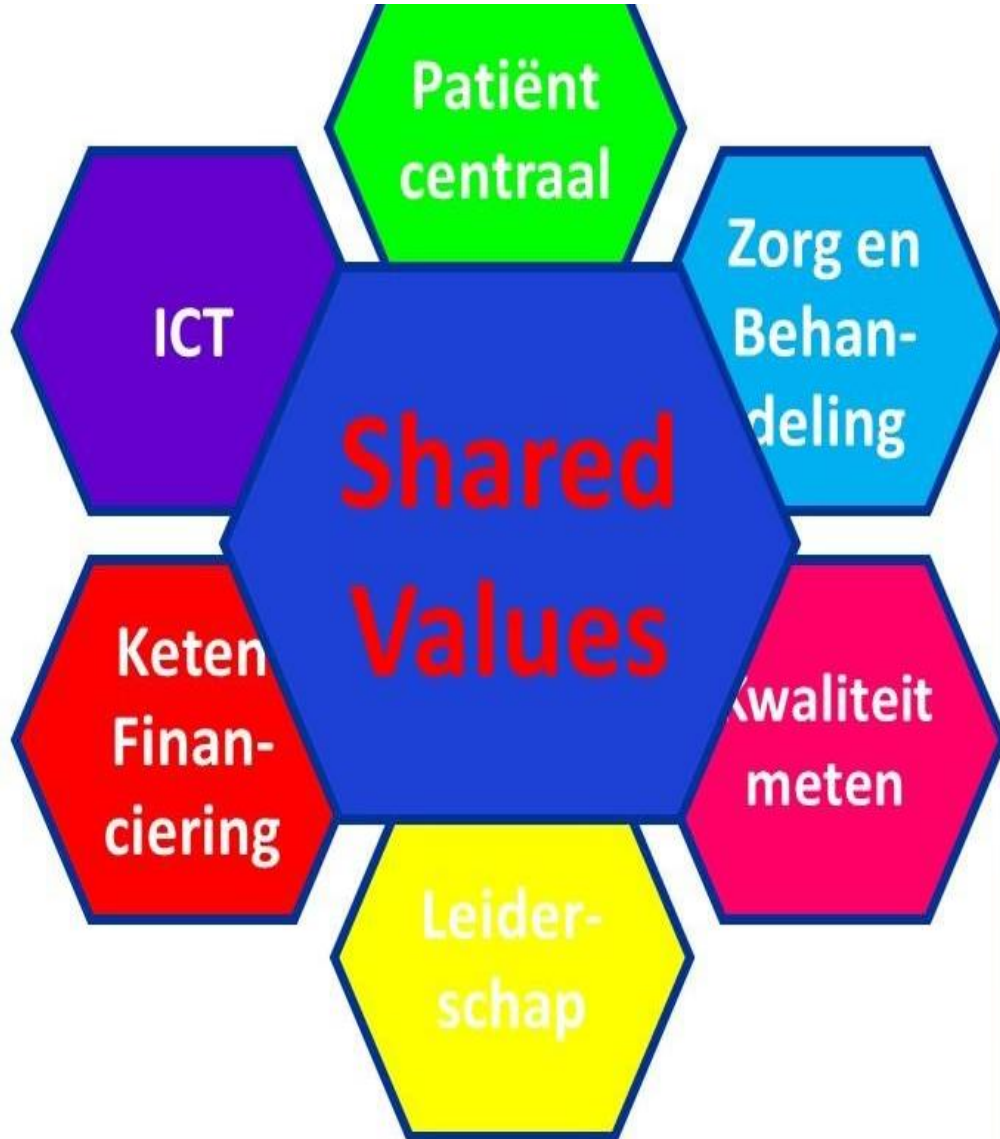 Patiënt
centraal
Zorg en
Behan-
deling
ICT
Shared
Values
Keten
Finan-
ciering
Kwaliteit
meten
Leider-
schap